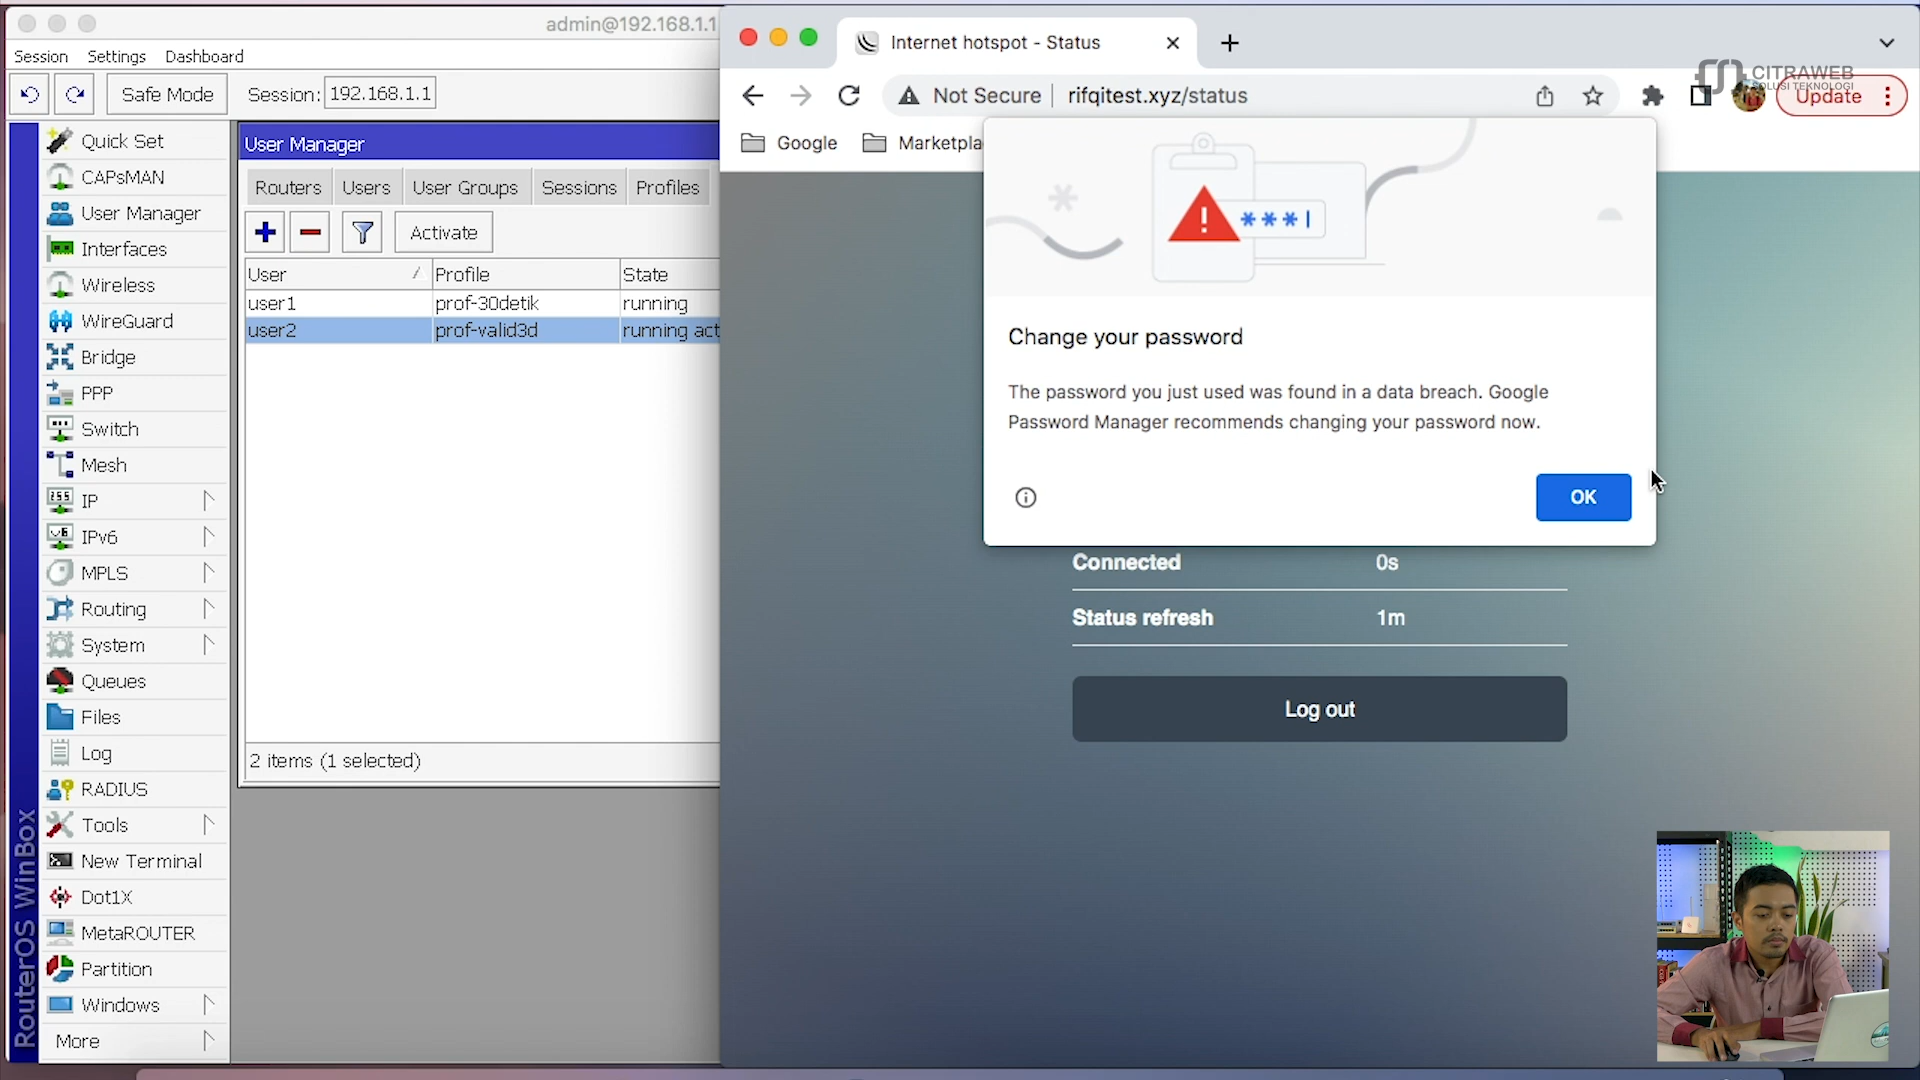 admin@192.168.1.1
Session Settings Dashboard
Safe Mode Session: 192.168.1.1
Quick Set
CAPsMAN
User Manager
Interfaces
Wireless
WireGuard
Bridge
PPP
Switch
Mesh
IP
IPv6
MPLS
Routing
System
Queues
Files
Log
RADIUS
Tools
New Terminal
Dot1X
MetaROUTER
Partition
Windows
More
RouterOS WinBox
User Manager
Routers Users User Groups Sessions Profiles
Activate
User Profile State
user1 prof-30detik running
user2 prof-valid3d running act
2 items (1 selected)
Internet hotspot - Status
Not Secure rifqitest.xyz/status
Update
CITRAWEB
SOLUSI TEKNOLOGI
Google Marketpla
***
Change your password
The password you just used was found in a data breach. Google
Password Manager recommends changing your password now.
OK
Connected 0s
Status refresh 1m
Log out